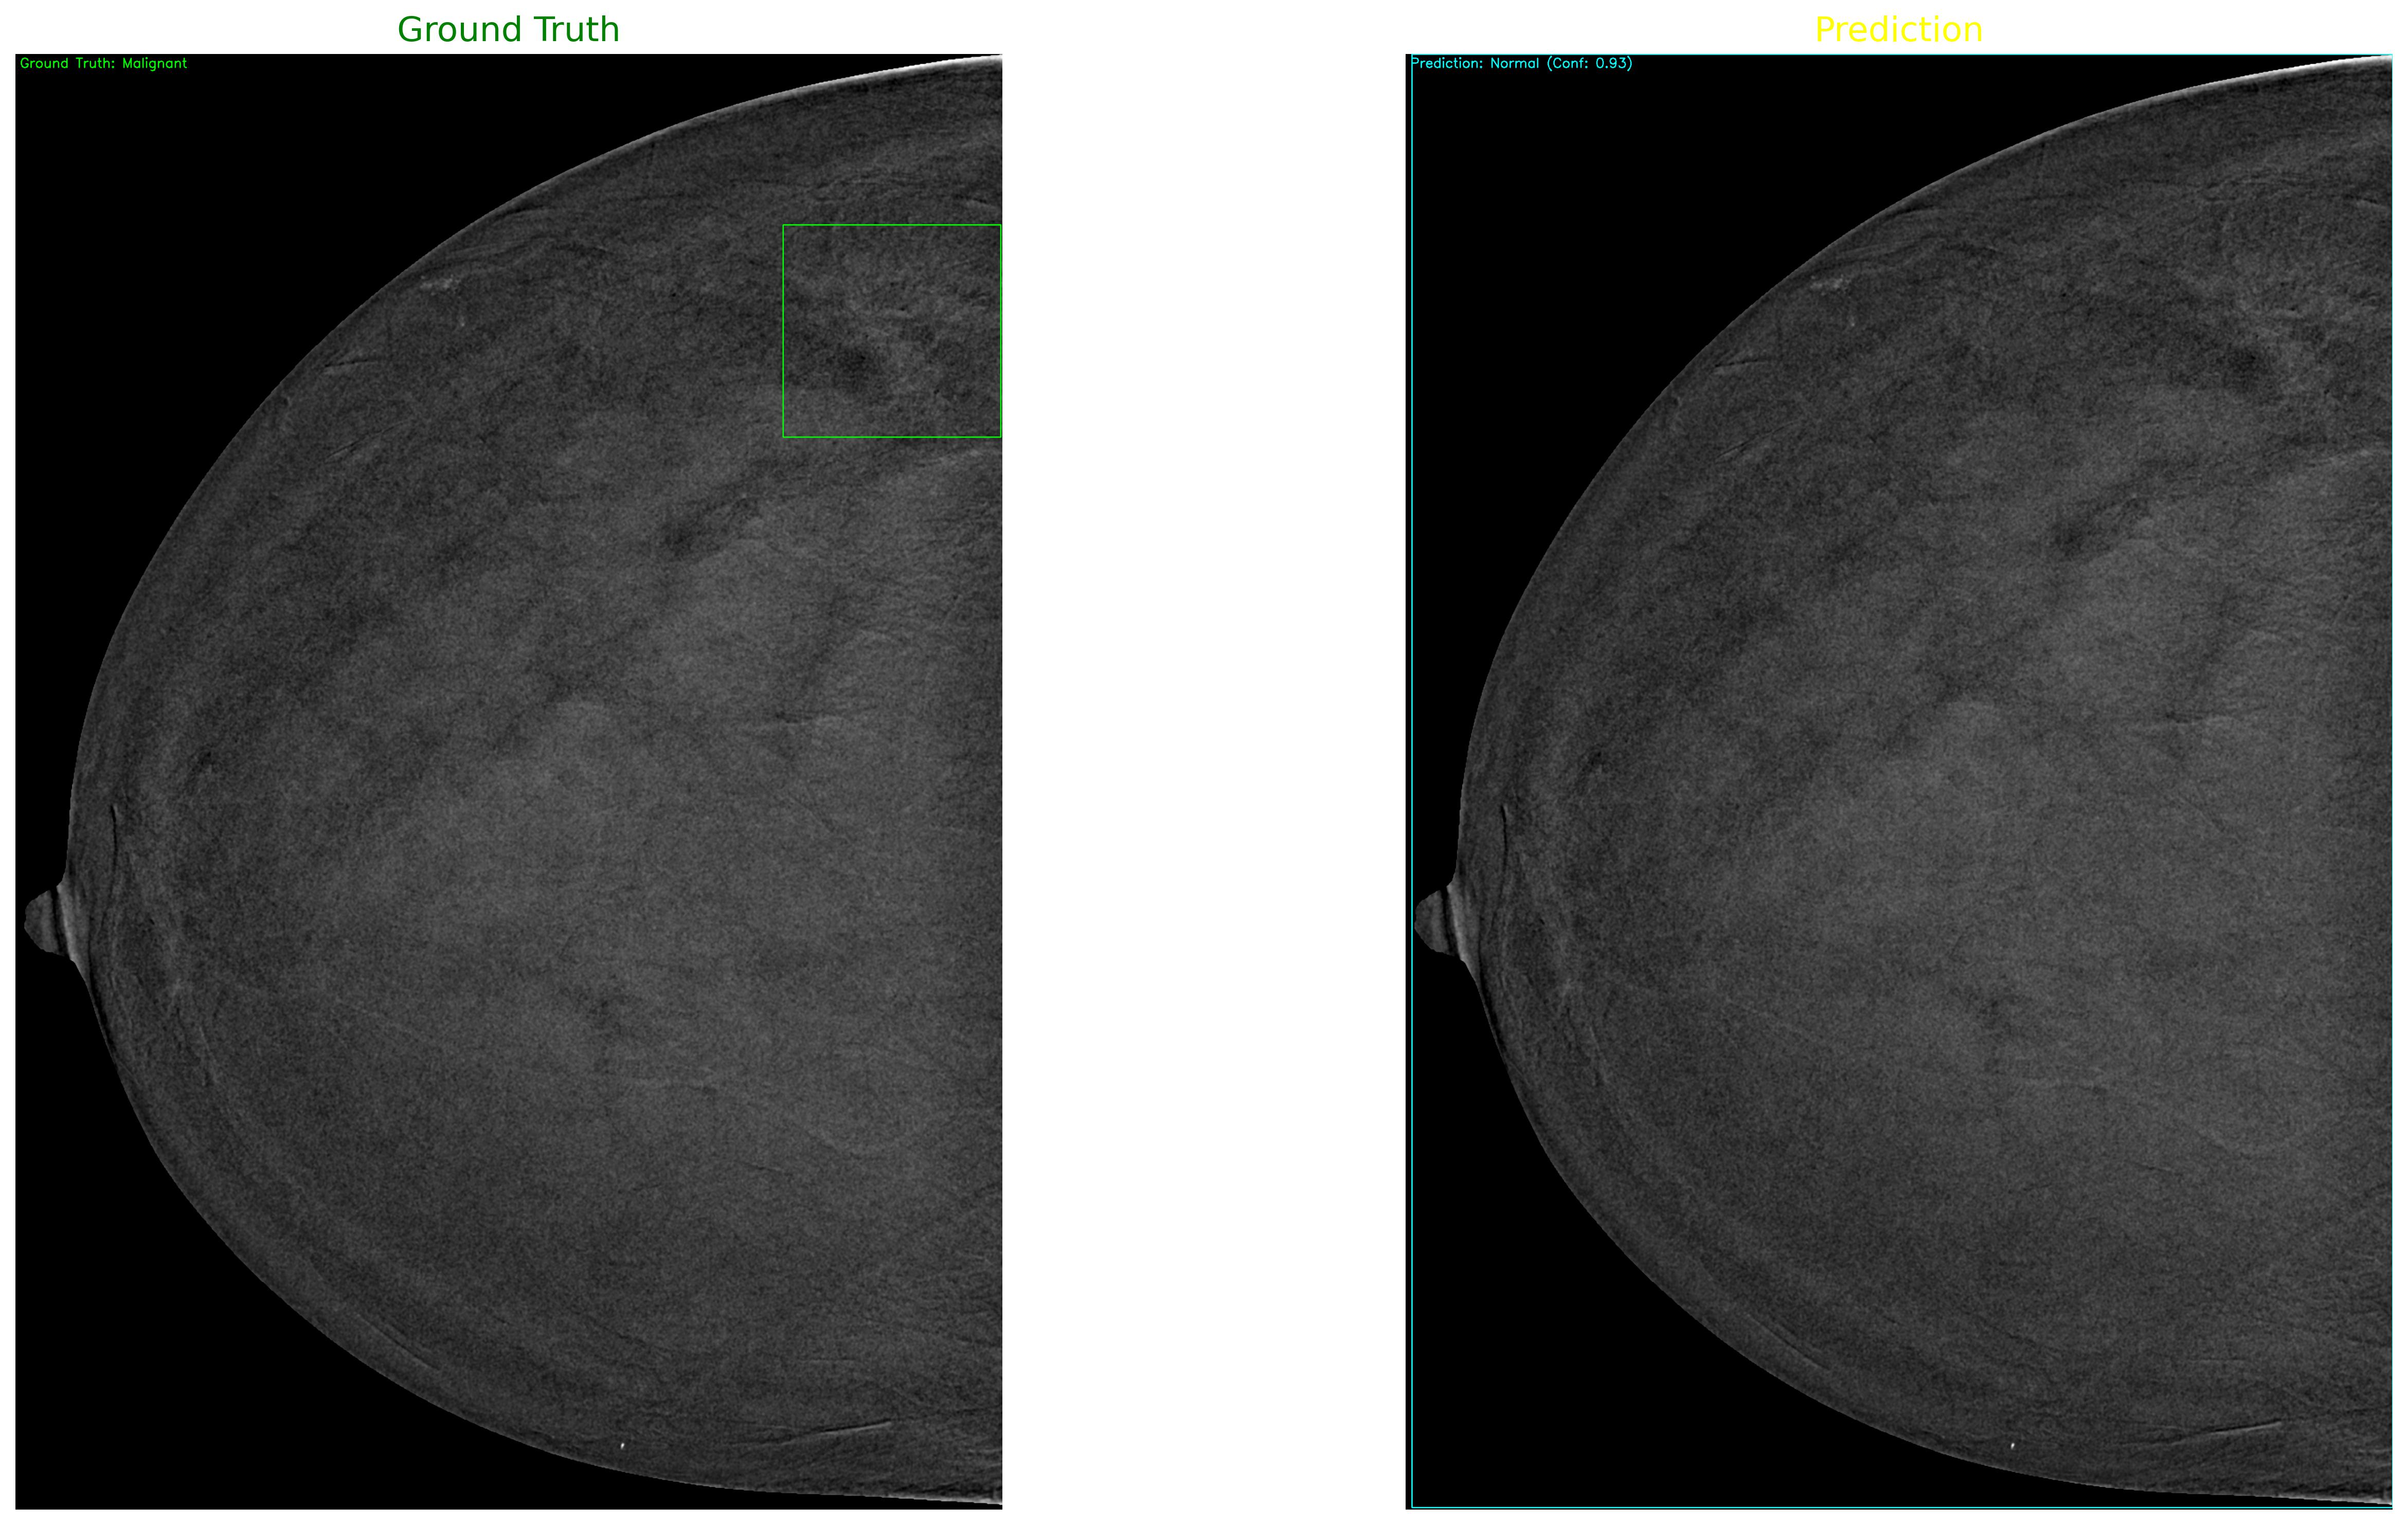 Ground Truth
Prediction
Ground Truth: Malignant
Prediction: Normal (Conf: 0.93)